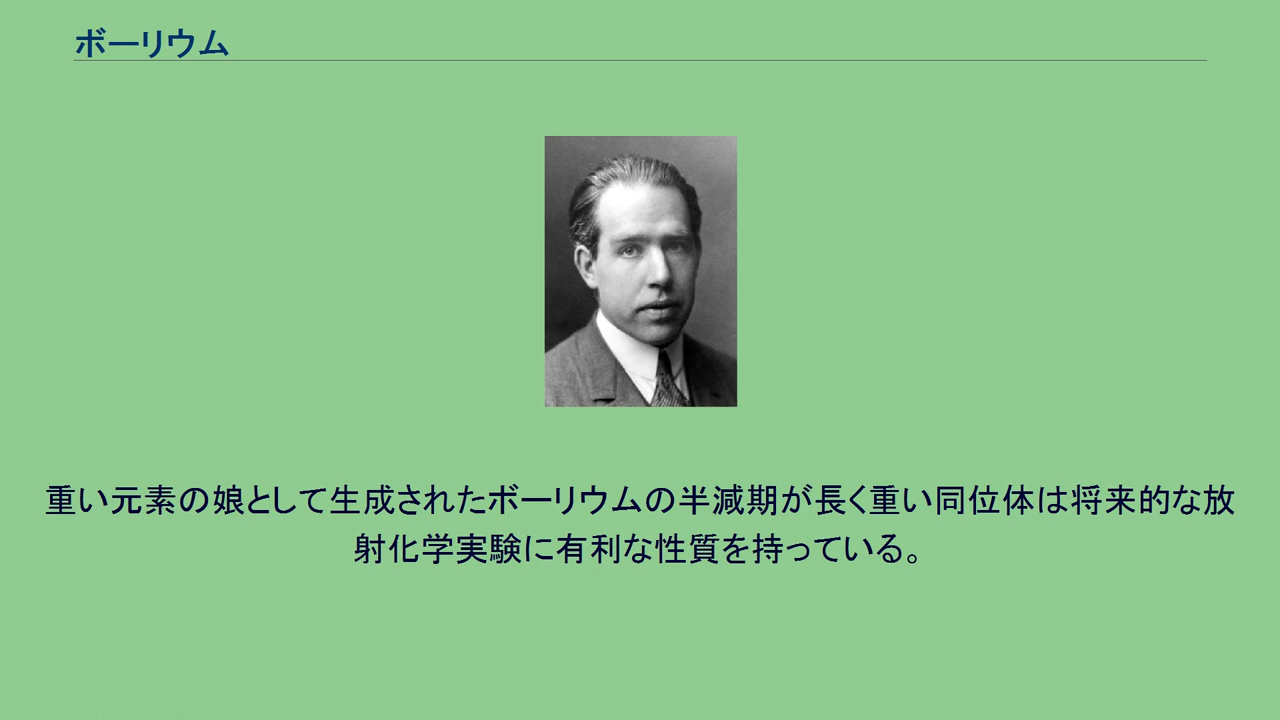 ボーリウム
重い元素の娘として生成されたボーリウムの半減期が長く重い同位体は将来的な放
射化学実験に有利な性質を持っている。